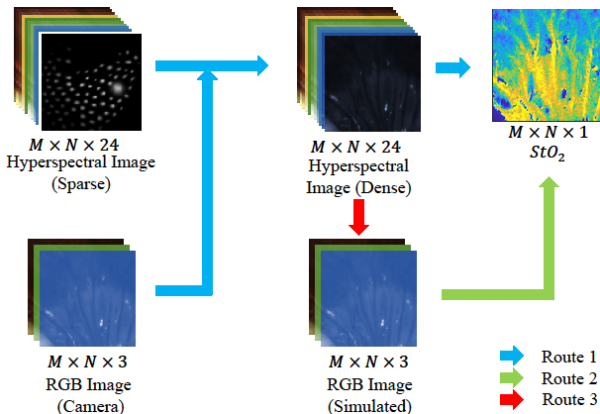 M × N × 24
Hyperspectral Image
(Sparse)
M × N × 24
Hyperspectral
Image (Dense)
M × N × 1
StO₂
M × N × 3
RGB Image
(Camera)
M × N × 3
RGB Image
(Simulated)
Route 1
Route 2
Route 3